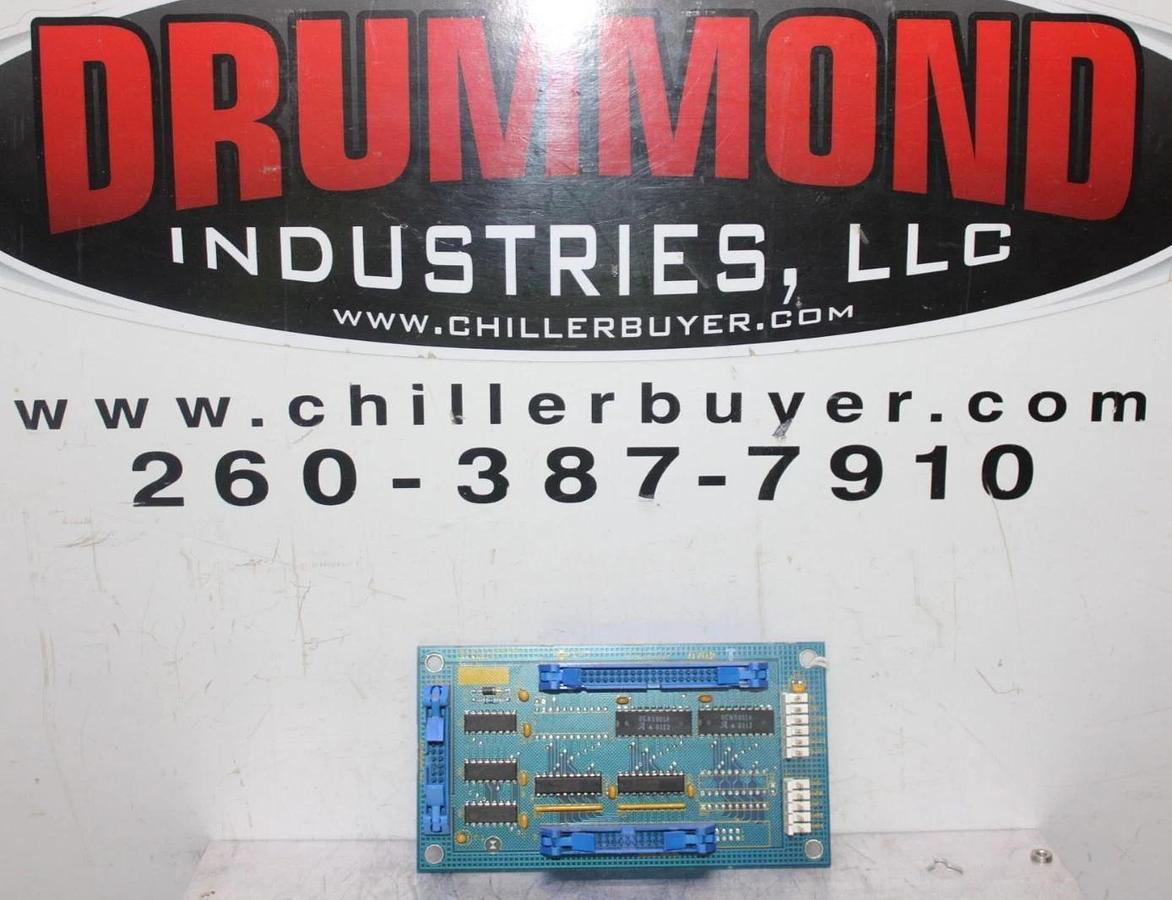 DRUMMOND
INDUSTRIES, LLC
WWW.CHILLERBUYER.COM
www.chillerbuyer.com
260-387-7910